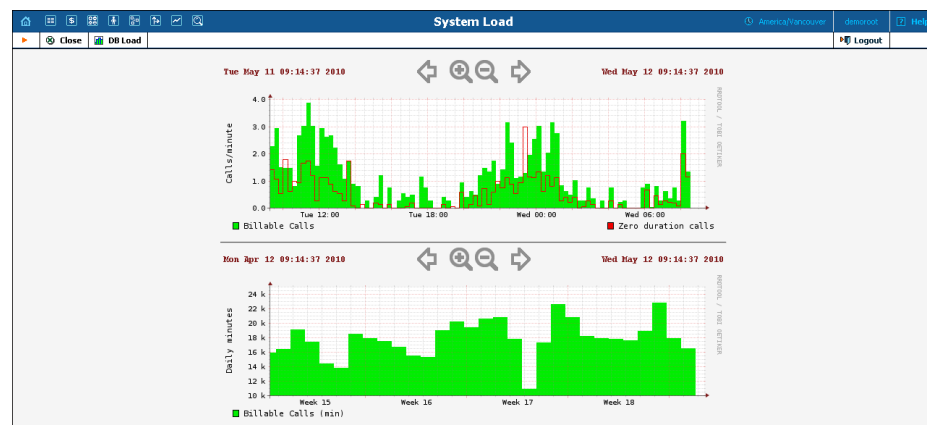 System Load
America/Vancouver
demoroot
Help
Close
DB Load
Logout
Tue May 11 09:14:37 2010
Wed May 12 09:14:37 2010
4.0
3.0
2.0
1.0
0.0
Calls/minute
RRDTOOL / TOBI OETIKER
Tue 12:00 Tue 18:00 Wed 00:00 Wed 06:00
Billable Calls
Zero duration calls
Mon Apr 12 09:14:37 2010
Wed May 12 09:14:37 2010
24 k
22 k
20 k
18 k
16 k
14 k
12 k
10 k
Daily minutes
RRDTOOL / TOBI OETIKER
Week 15 Week 16 Week 17 Week 18
Billable Calls (min)